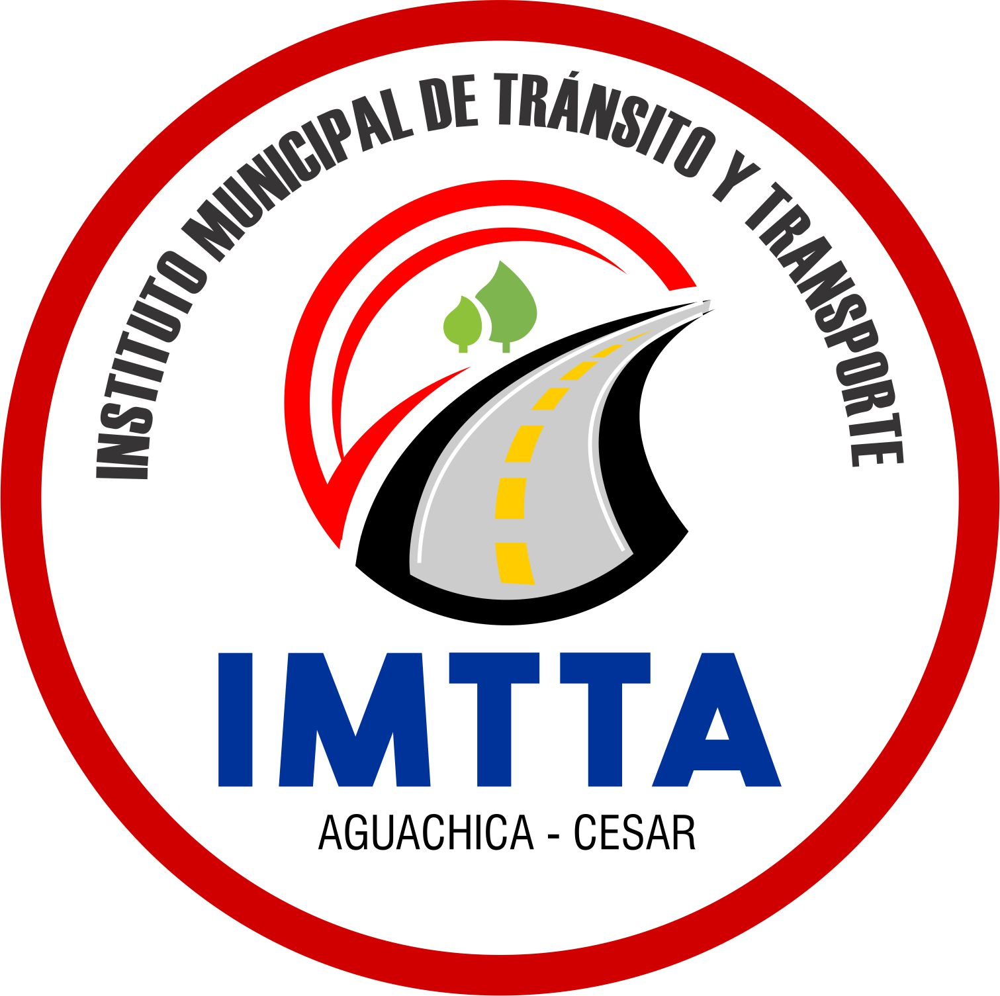 INSTITUTO MUNICIPAL DE TRÁNSITO Y TRANSPORTE
IMTTA
AGUACHICA - CESAR